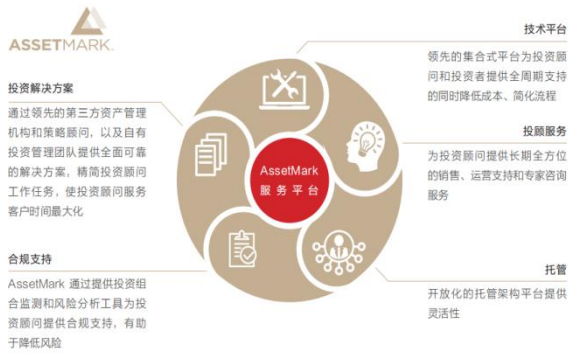 ASSETMARK.
技术平台
领先的集合式平台为投资顾
问和投资者提供全周期支持
的同时降低成本、简化流程
投资解决方案
通过领先的第三方资产管理
机构和策略顾问，以及自有
投资管理团队提供全面可靠
的解决方案，精简投资顾问
工作任务，使投资顾问服务
客户时间最大化
投顾服务
为投资顾问提供长期全方位
的销售、运营支持和专家咨询
服务
AssetMark
服务平台
合规支持
AssetMark 通过提供投资组
合监测和风险分析工具为投
资顾问提供合规支持，有助
于降低风险
托管
开放化的托管架构平台提供
灵活性